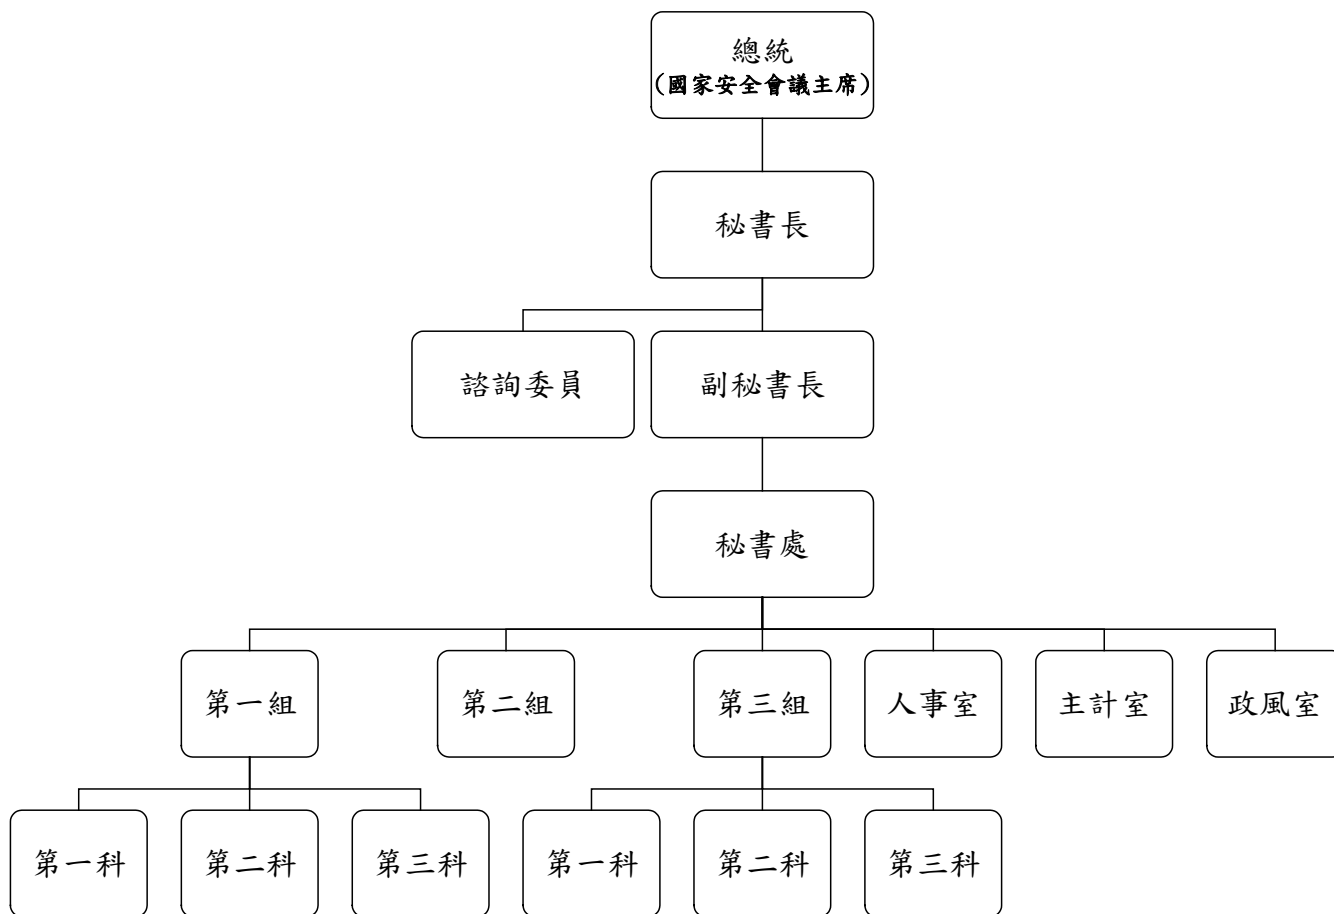 總統
(國家安全會議主席)
秘書長
諮詢委員
副秘書長
秘書處
第一組
第二組
第三組
人事室
主計室
政風室
第一科
第二科
第三科
第一科
第二科
第三科